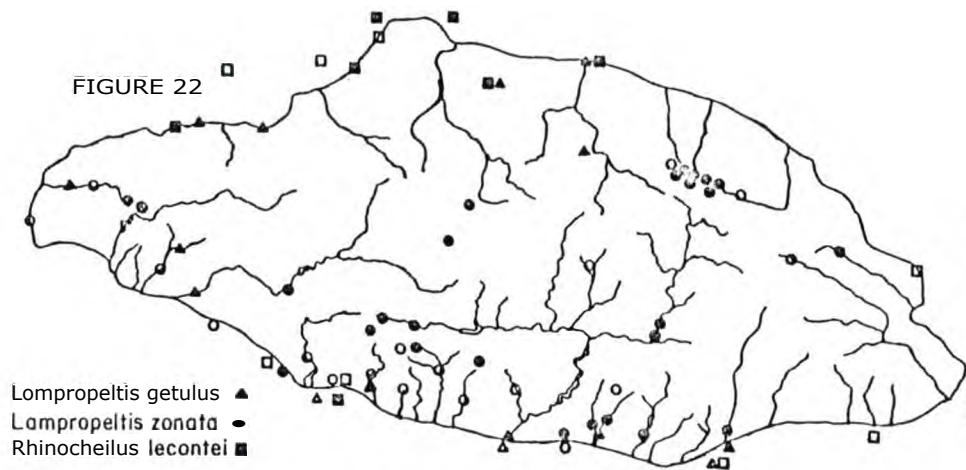 FIGURE 22
Lompropeltis getulus
Lampropeltis zonata
Rhinocheilus lecontei